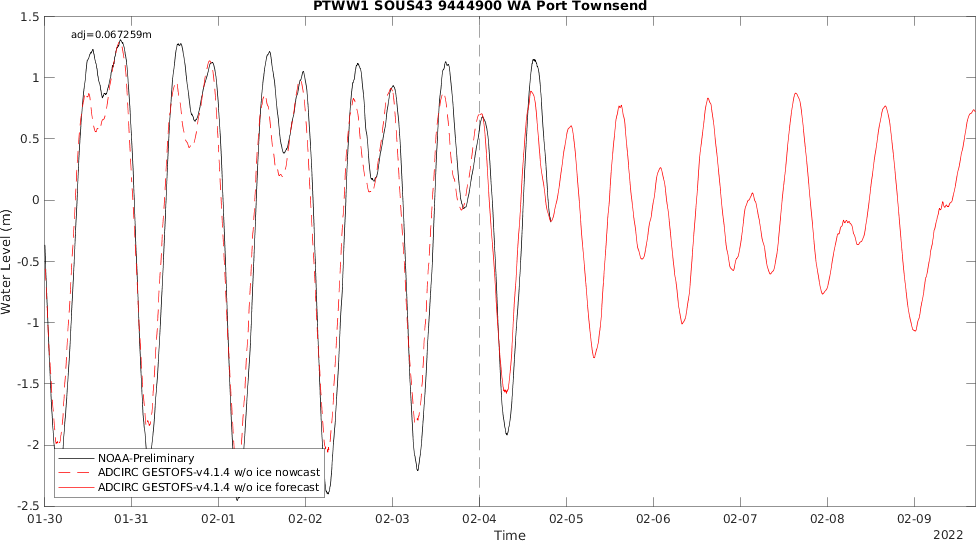 PTWW1 SOUS43 9444900 WA Port Townsend
adj=0.067259m
Water Level (m)
1.5
1
0.5
0
-0.5
-1
-1.5
-2
-2.5
NOAA-Preliminary
ADCIRC GESTOFS-v4.1.4 w/o ice nowcast
ADCIRC GESTOFS-v4.1.4 w/o ice forecast
01-30 01-31 02-01 02-02 02-03 02-04 02-05 02-06 02-07 02-08 02-09
Time
2022